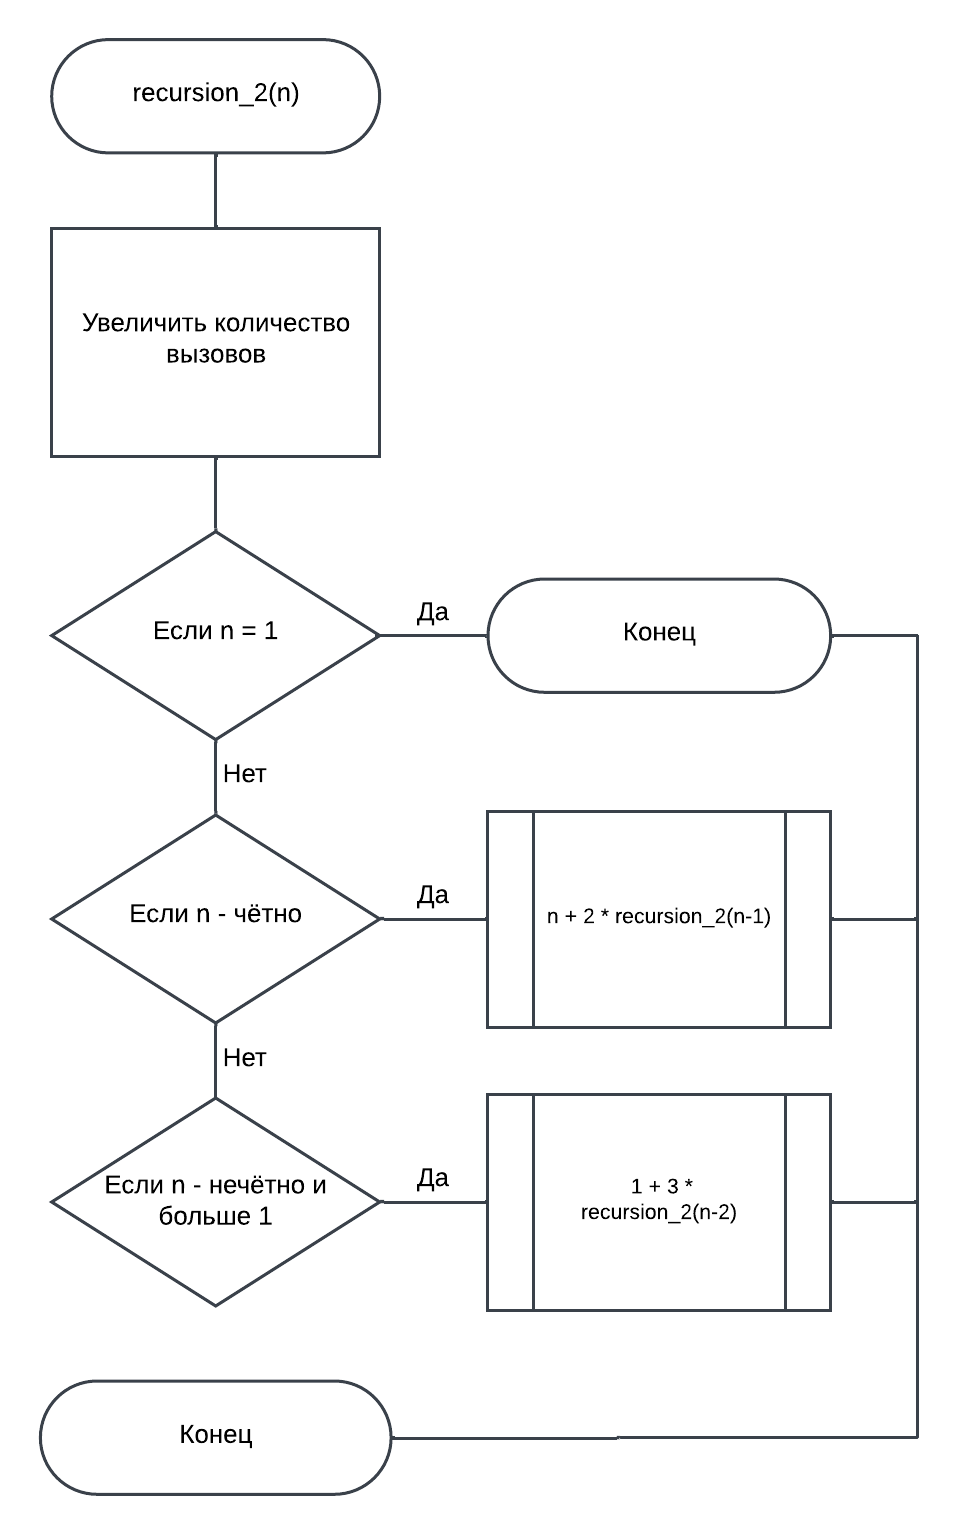 recursion_2(n)
Увеличить количество
вызовов
Если n = 1
Да
Конец
Нет
Если n - чётно
Да
n + 2 * recursion_2(n-1)
Нет
Если n - нечётно и
больше 1
Да
1 + 3 *
recursion_2(n-2)
Конец